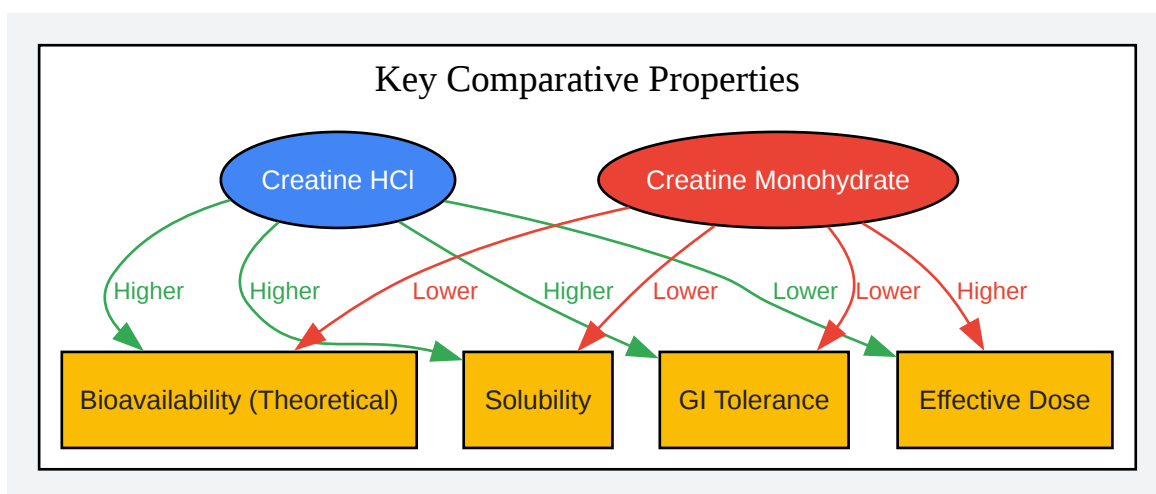 Key Comparative Properties
Creatine HCl
Creatine Monohydrate
Higher
Higher
Lower
Higher
Lower
Lower
Lower
Higher
Bioavailability (Theoretical)
Solubility
GI Tolerance
Effective Dose